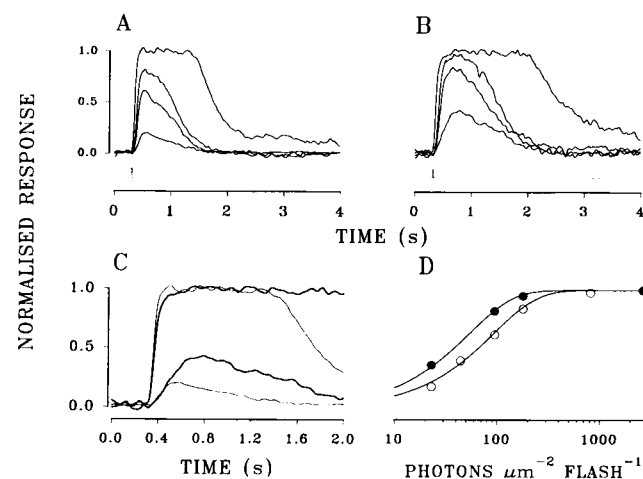 A
B
NORMALISED RESPONSE
1.0
0.5
0.0
0 1 2 3 4
0 1 2 3 4
TIME (s)
C
D
1.0
0.5
0.0
0.0 0.4 0.8 1.2 1.6 2.0
10 100 1000
TIME (s)
PHOTONS μm⁻² FLASH⁻¹